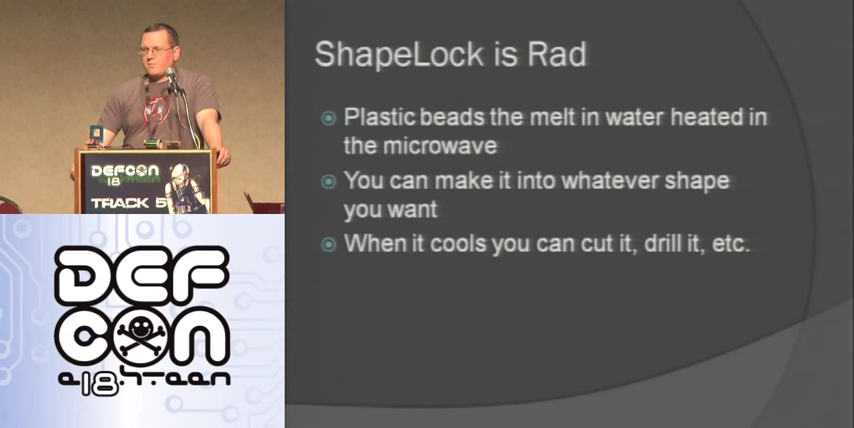 DEFCON
18
TRACK 5
DEF
CON
e18hteen
ShapeLock is Rad
Plastic beads the melt in water heated in
the microwave
You can make it into whatever shape
you want
When it cools you can cut it, drill it, etc.